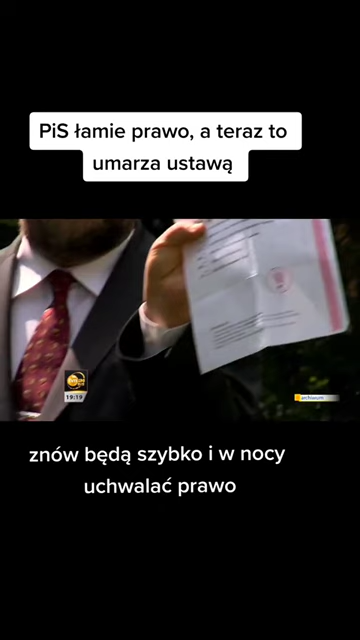 PiS łamie prawo, a teraz to
umarza ustawą
19:19
archiwum
znów będą szybko i w nocy
uchwalać prawo